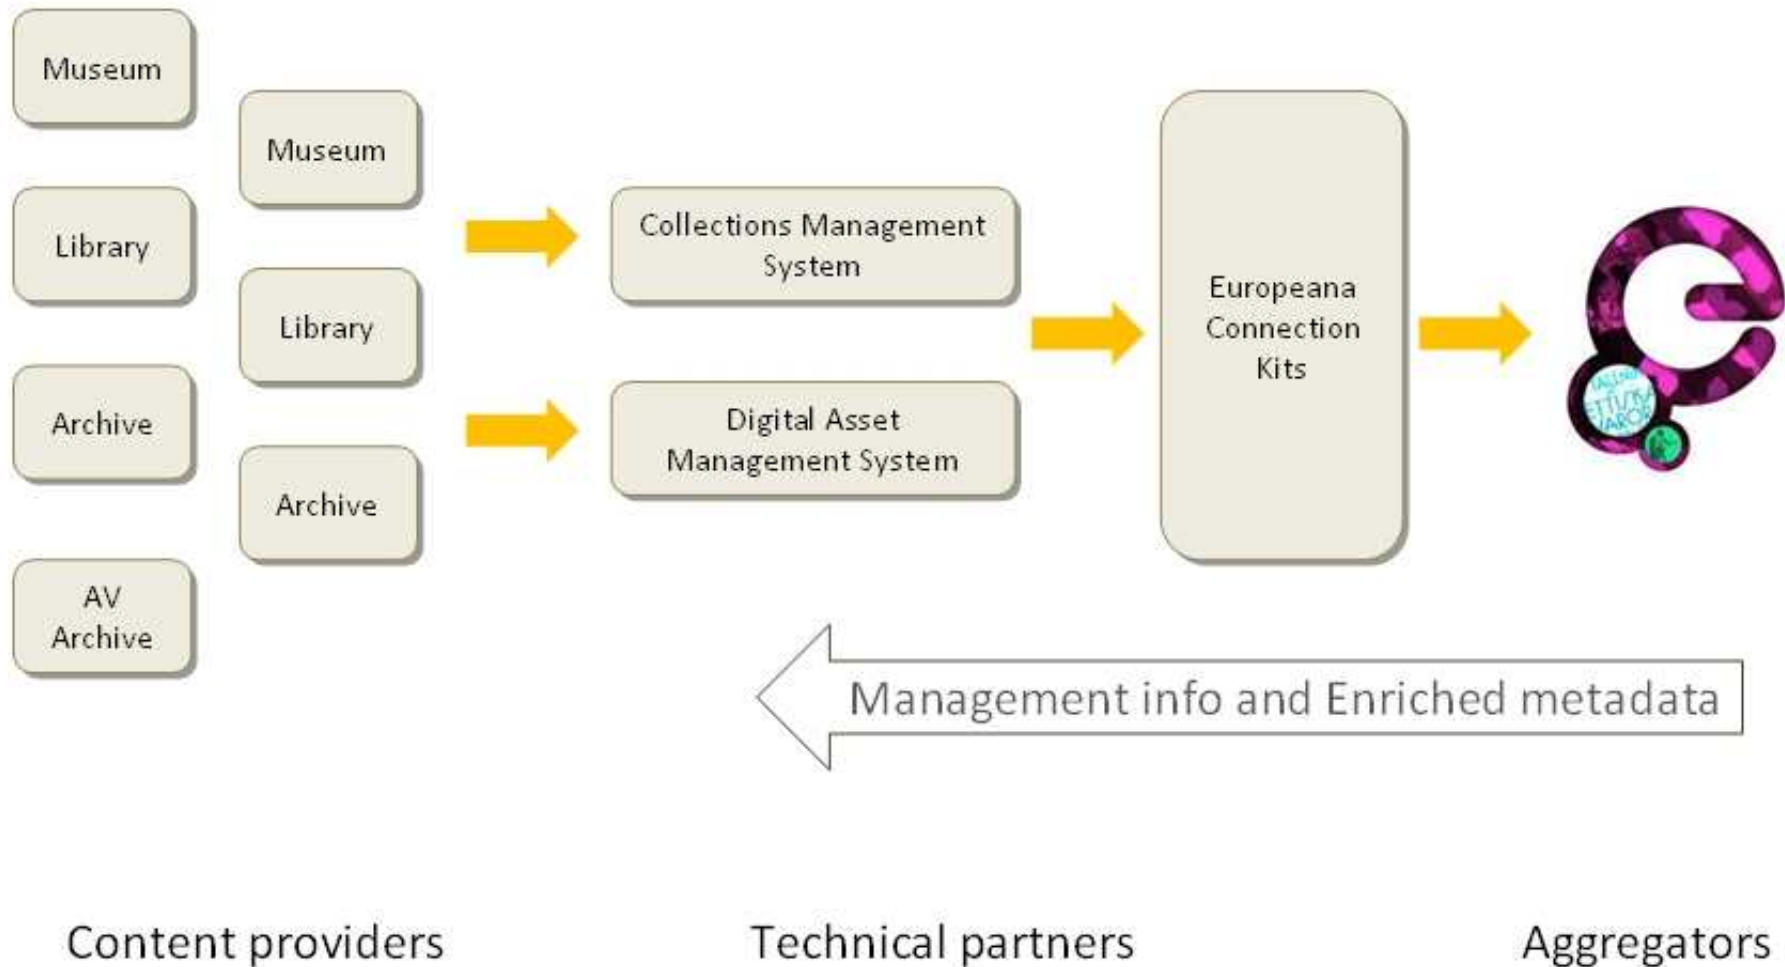 Museum
Library
Archive
AV
Archive
Museum
Library
Archive
Collections Management
System
Digital Asset
Management System
Europeana
Connection
Kits
Management info and Enriched metadata
Content providers
Technical partners
Aggregators